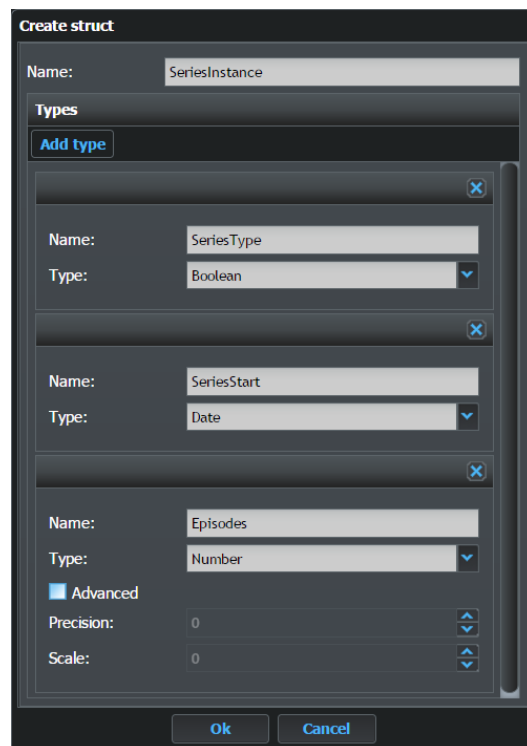 Create struct
Name: SeriesInstance
Types
Add type
Name: SeriesType
Type: Boolean
Name: SeriesStart
Type: Date
Name: Episodes
Type: Number
Advanced
Precision: 0
Scale: 0
Ok Cancel